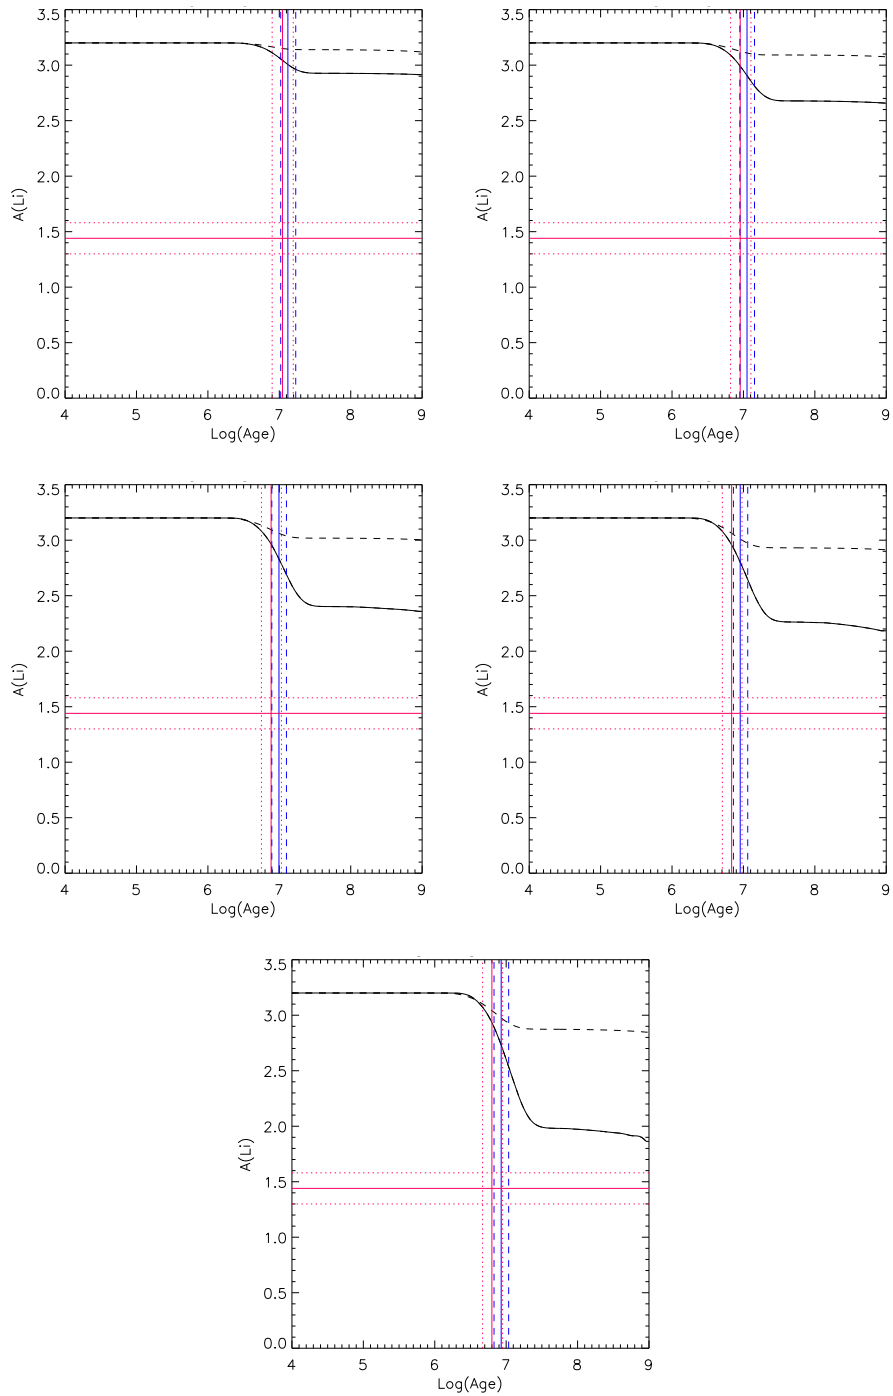 3.5 3.5
3.0 3.0
2.5 2.5
2.0 2.0
A(Li) A(Li)
1.5 1.5
1.0 1.0
0.5 0.5
0.0 0.0
4 5 6 7 8 9 4 5 6 7 8 9
Log(Age) Log(Age)
3.5 3.5
3.0 3.0
2.5 2.5
2.0 2.0
A(Li) A(Li)
1.5 1.5
1.0 1.0
0.5 0.5
0.0 0.0
4 5 6 7 8 9 4 5 6 7 8 9
Log(Age) Log(Age)
3.5
3.0
2.5
2.0
A(Li)
1.5
1.0
0.5
0.0
4 5 6 7 8 9
Log(Age)